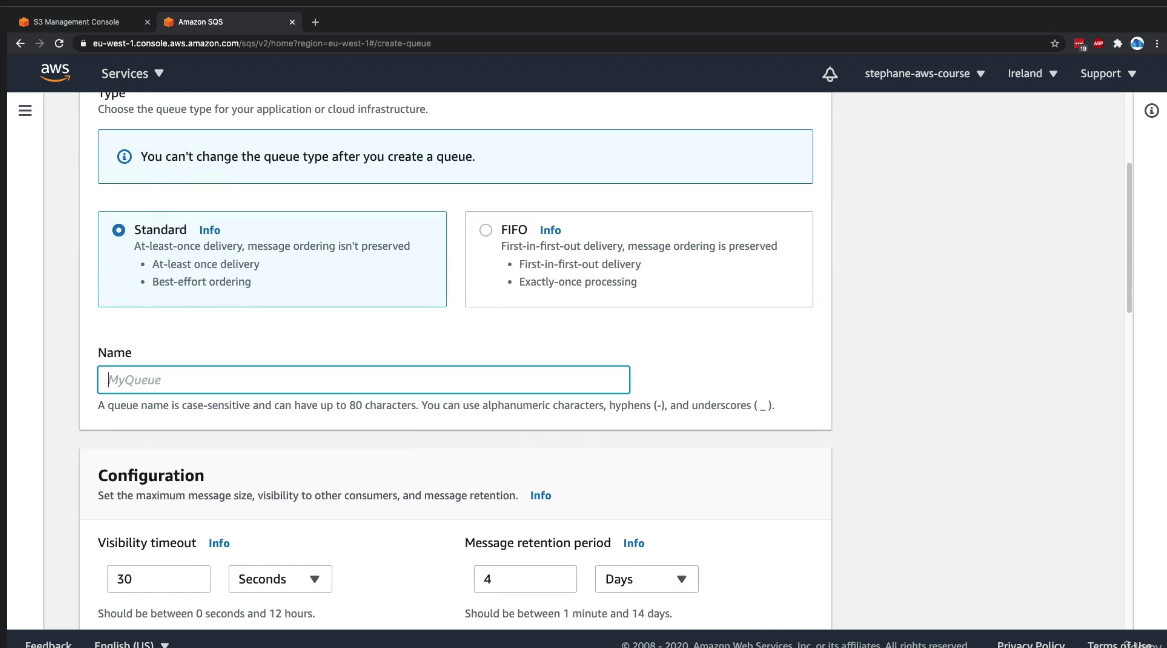 S3 Management Console
Amazon SQS
eu-west-1.console.aws.amazon.com/sqs/v2/home?region=eu-west-1#/create-queue
19
ABP
aws
Services
stephane-aws-course
Ireland
Support
Type
Choose the queue type for your application or cloud infrastructure.
You can't change the queue type after you create a queue.
Standard Info
At-least-once delivery, message ordering isn't preserved
• At-least once delivery
• Best-effort ordering
FIFO Info
First-in-first-out delivery, message ordering is preserved
• First-in-first-out delivery
• Exactly-once processing
Name
MyQueue
A queue name is case-sensitive and can have up to 80 characters. You can use alphanumeric characters, hyphens (-), and underscores ( _ ).
Configuration
Set the maximum message size, visibility to other consumers, and message retention. Info
Visibility timeout Info
30
Seconds
Should be between 0 seconds and 12 hours.
Message retention period Info
4
Days
Should be between 1 minute and 14 days.
Feedback
English (US)
© 2008 - 2020, Amazon Web Services, Inc. or its affiliates. All rights reserved.
Privacy Policy
Terms of Use